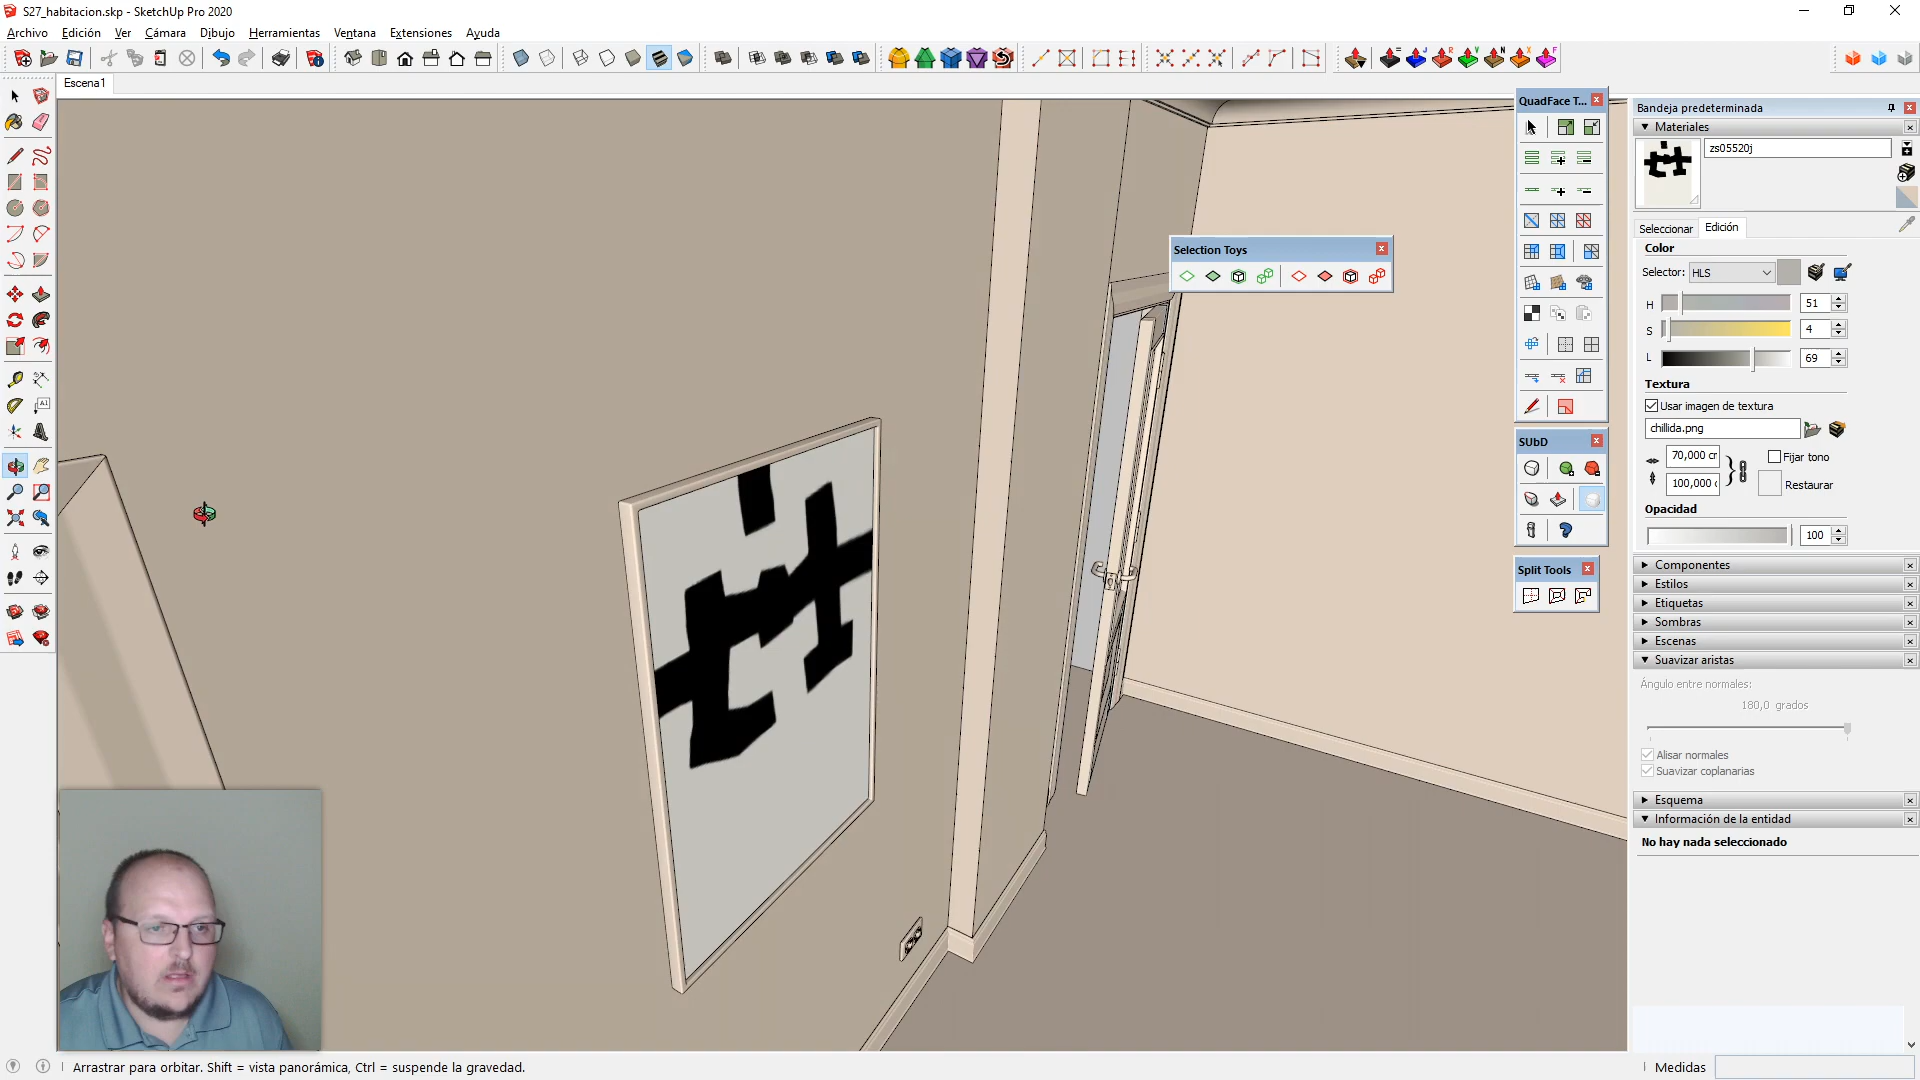 S27_habitacion.skp - SketchUp Pro 2020
Archivo Edición Ver Cámara Dibujo Herramientas Ventana Extensiones Ayuda
Escena1
QuadFace T...
Bandeja predeterminada
Materiales
zs05520j
Seleccionar Edición
Color
Selector: HLS
H 51
S 4
L 69
Textura
Usar imagen de textura
chillida.png
70,000 cr
Fijar tono
100,000 (
Restaurar
Opacidad
100
Componentes
Estilos
Etiquetas
Sombras
Escenas
Suavizar aristas
Ángulo entre normales:
180,0 grados
Alisar normales
Suavizar coplanarias
Esquema
Información de la entidad
No hay nada seleccionado
Selection Toys
SUbD
Split Tools
Arrastrar para orbitar. Shift = vista panorámica, Ctrl = suspende la gravedad.
Medidas